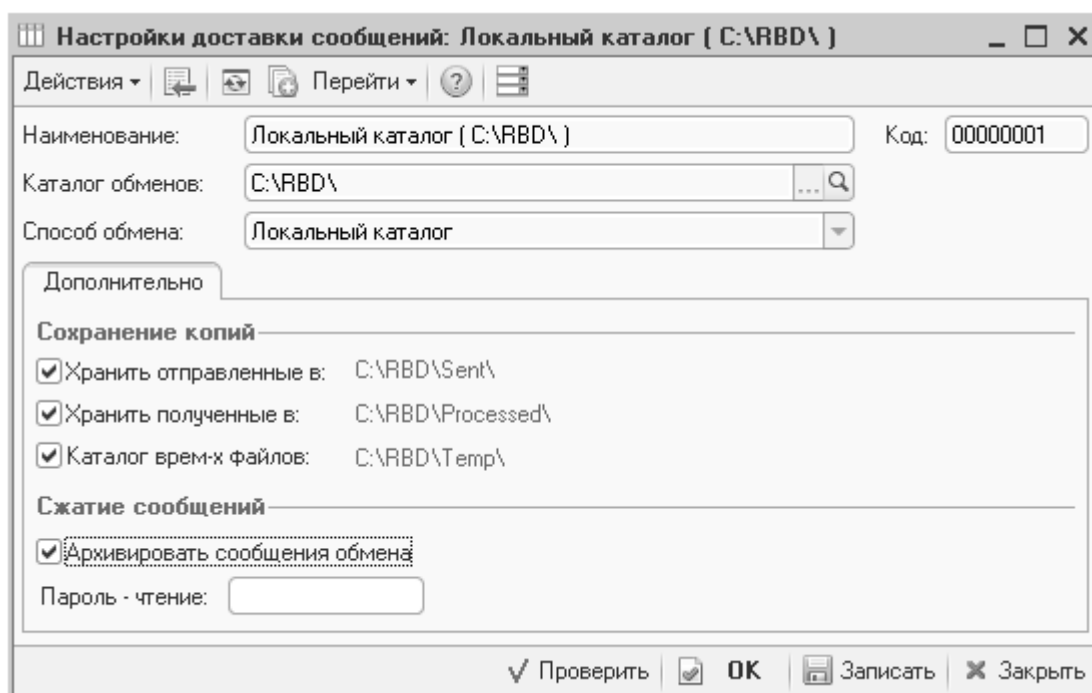 Настройки доставки сообщений: Локальный каталог ( C:\RBD\ )
Действия Перейти ?
Наименование: Локальный каталог ( C:\RBD\ ) Код: 00000001
Каталог обменов: C:\RBD\ ...
Способ обмена: Локальный каталог
Дополнительно
Сохранение копий
Хранить отправленные в: C:\RBD\Sent\
Хранить полученные в: C:\RBD\Processed\
Каталог врем-х файлов: C:\RBD\Temp\
Сжатие сообщений
Архивировать сообщения обмена
Пароль - чтение:
Проверить OK Записать Закрыть